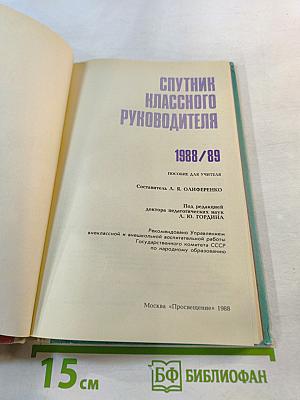 СПУТНИК
КЛАССНОГО
РУКОВОДИТЕЛЯ
1988/89
ПОСОБИЕ ДЛЯ УЧИТЕЛЯ
Составитель Л. Я. ОЛИФЕРЕНКО
Под редакцией
доктора педагогических наук
Л. Ю. ГОРДИНА
Рекомендовано Управлением
внеклассной и внешкольной воспитательной работы
Государственного комитета СССР
по народному образованию
Москва «Просвещение» 1988
15 см
БФ БИБЛИОФАН